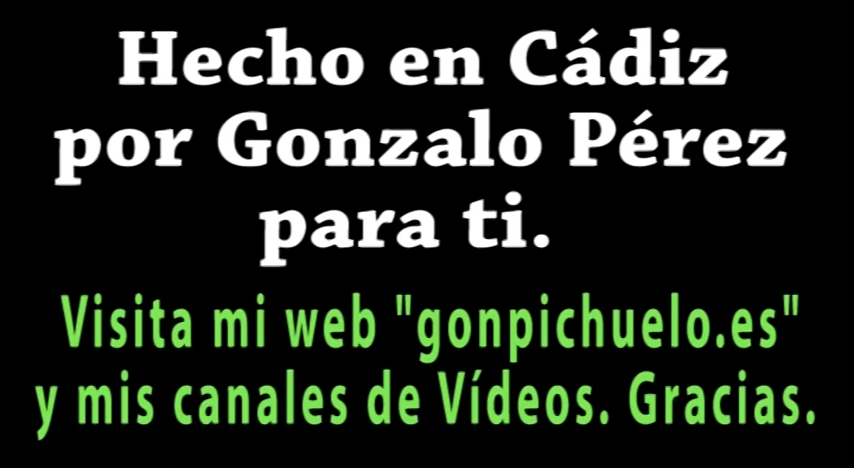 Hecho en Cádiz
por Gonzalo Pérez
para ti.
Visita mi web "gonpichuelo.es"
y mis canales de Vídeos. Gracias.